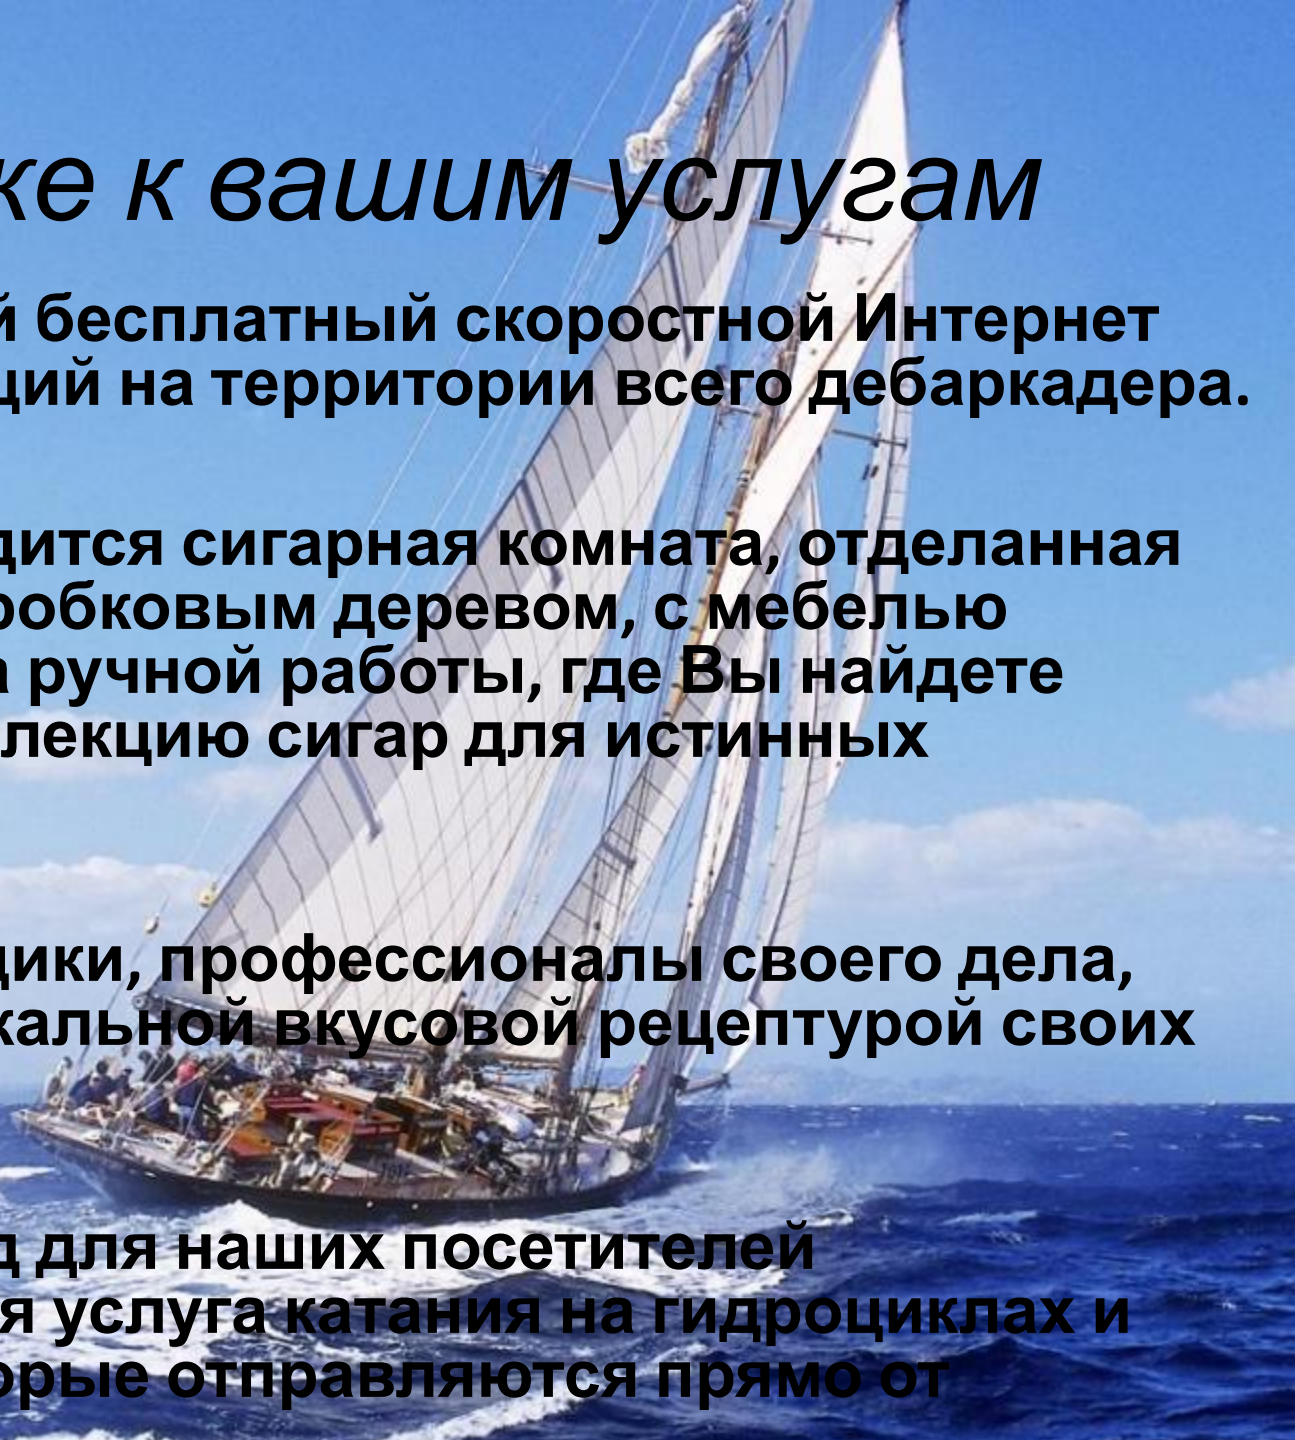 же к вашим услугам
й бесплатный скоростной Интернет
щий на территории всего дебаркадера.
дится сигарная комната, отделанная
робковым деревом, с мебелью
а ручной работы, где Вы найдете
лекцию сигар для истинных
щики, профессионалы своего дела,
кальной вкусовой рецептурой своих
д для наших посетителей
я услуга катания на гидроциклах и
орые отправляются прямо от